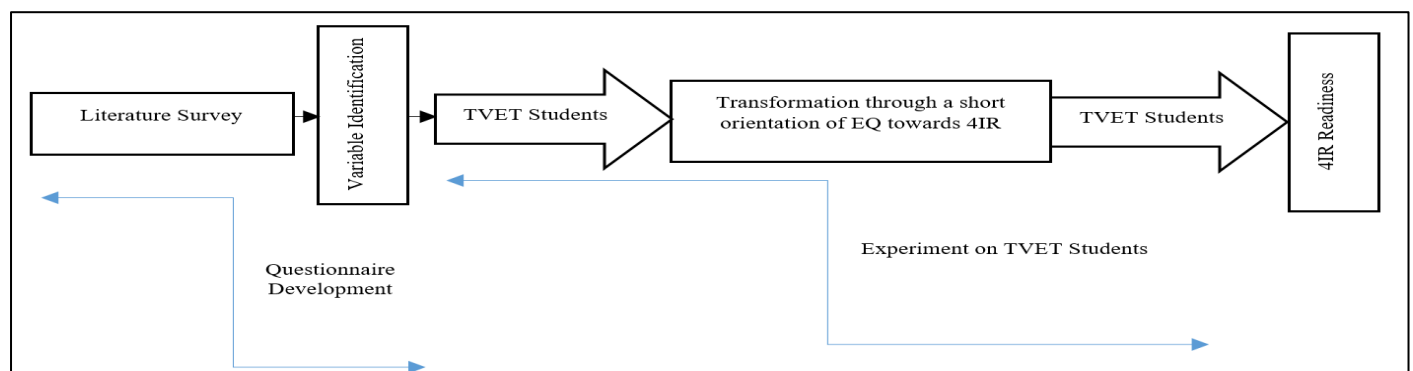 Literature Survey
Variable Identification
TVET Students
Transformation through a short
orientation of EQ towards 4IR
TVET Students
4IR Readiness
Questionnaire
Development
Experiment on TVET Students